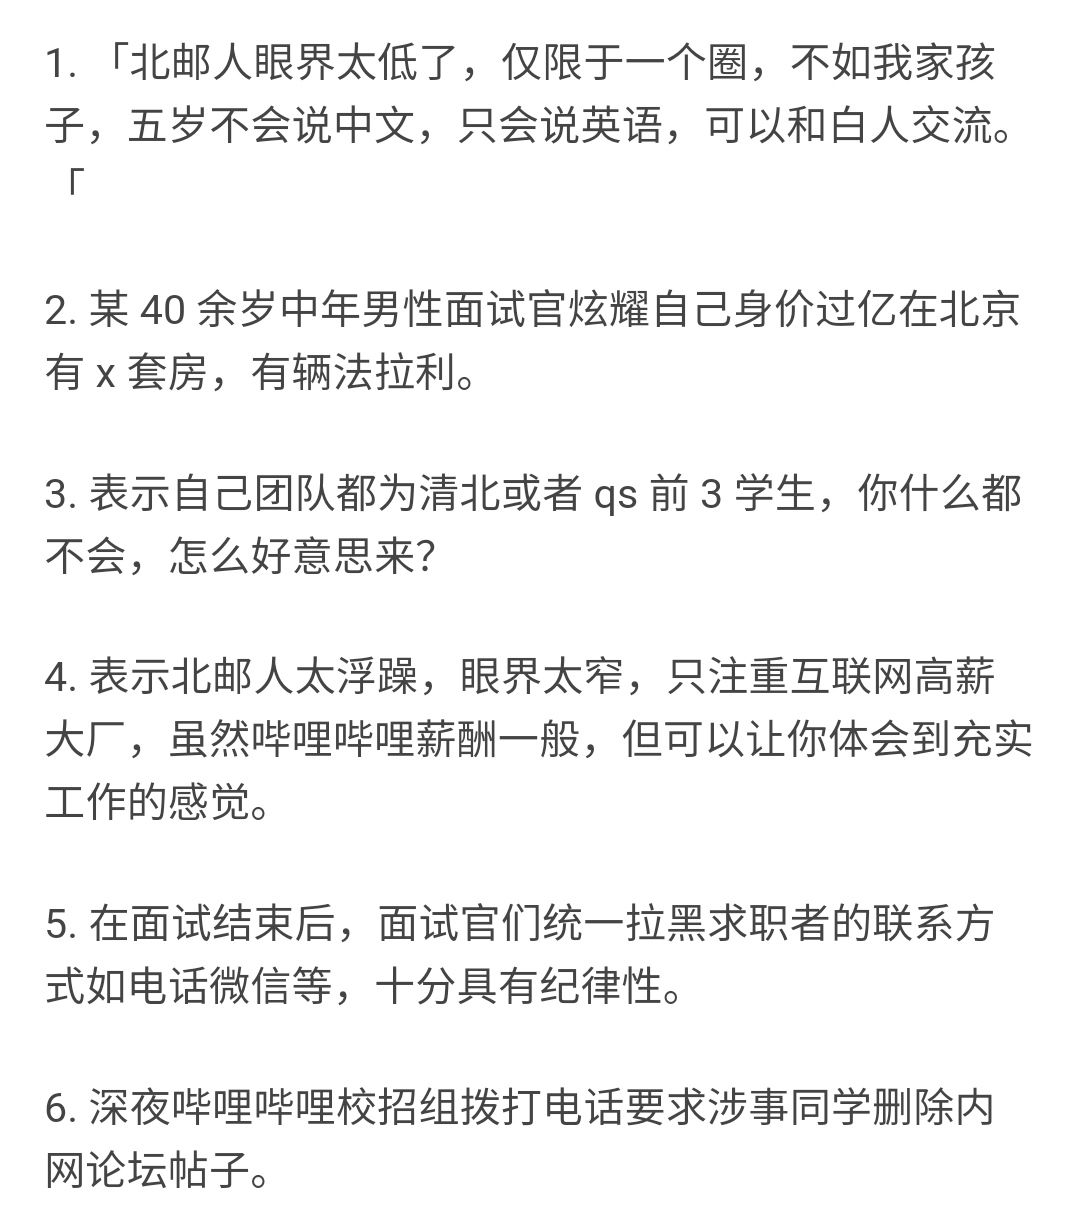 1. 「北邮人眼界太低了，仅限于一个圈，不如我家孩
子，五岁不会说中文，只会说英语，可以和白人交流。
「
2. 某 40 余岁中年男性面试官炫耀自己身价过亿在北京
有 x 套房，有辆法拉利。
3. 表示自己团队都为清北或者 qs 前 3 学生，你什么都
不会，怎么好意思来？
4. 表示北邮人太浮躁，眼界太窄，只注重互联网高薪
大厂，虽然哔哩哔哩薪酬一般，但可以让你体会到充实
工作的感觉。
5. 在面试结束后，面试官们统一拉黑求职者的联系方
式如电话微信等，十分具有纪律性。
6. 深夜哔哩哔哩校招组拨打电话要求涉事同学删除内
网论坛帖子。